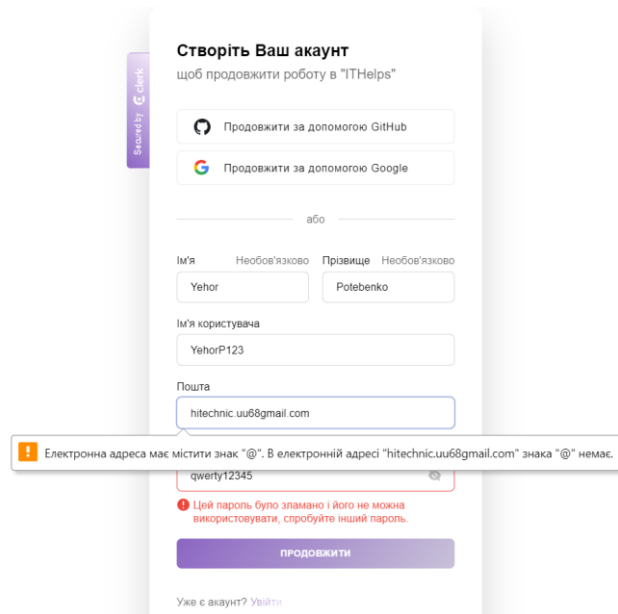 Створіть Ваш акаунт
щоб продовжити роботу в "ITHelps"
Secured by clerk
Продовжити за допомогою GitHub
Продовжити за допомогою Google
або
Ім'я Необов'язково Прізвище Необов'язково
Yehor Potebenko
Ім'я користувача
YehorP123
Пошта
hitechnic.uu68gmail.com
Електронна адреса має містити знак "@". В електронній адресі "hitechnic.uu68gmail.com" знака "@" немає.
qwerty12345
Цей пароль було зламано і його не можна
використовувати, спробуйте інший пароль.
ПРОДОВЖИТИ
Уже є акаунт? Увійти